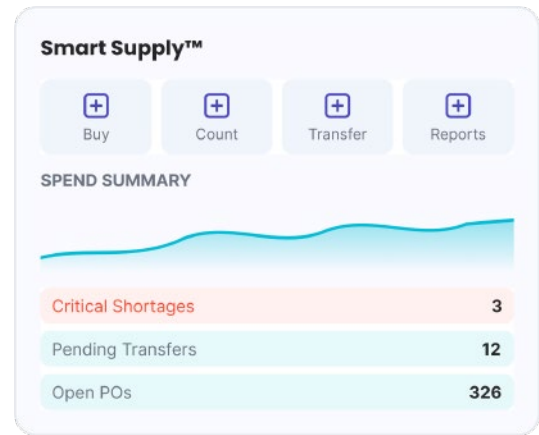 Smart Supply™
Buy Count Transfer Reports
SPEND SUMMARY
Critical Shortages 3
Pending Transfers 12
Open POs 326